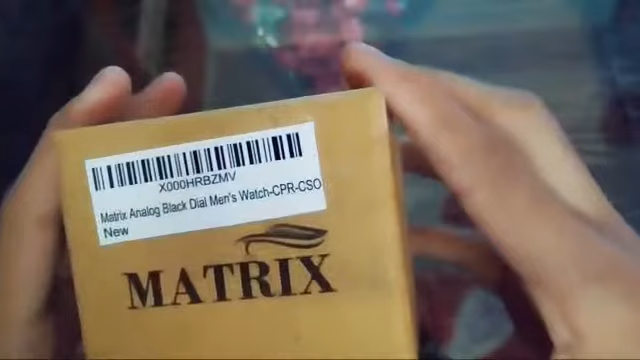 X000HRBZMV
Matrix Analog Black Dial Men's Watch-CPR-CSO
New
MATRIX